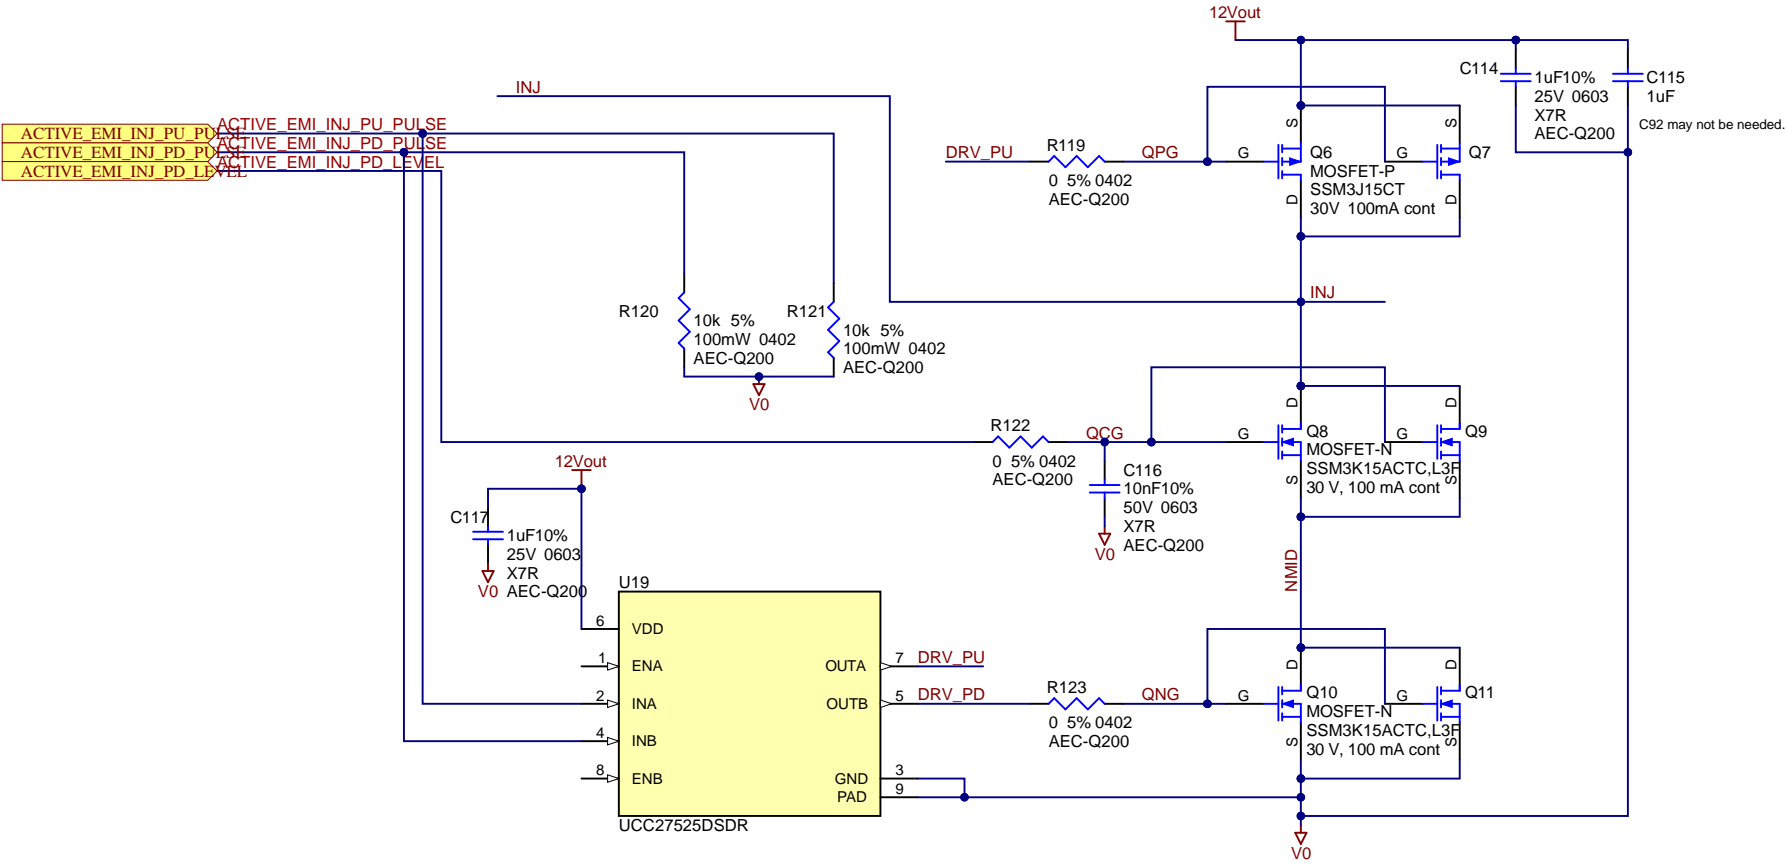 12Vout
C114
1uF10%
25V 0603
X7R
AEC-Q200
C115
1uF
C92 may not be needed.
INJ
ACTIVE_EMI_INJ_PU_PULSE
ACTIVE_EMI_INJ_PD_PULSE
ACTIVE_EMI_INJ_PD_LEVEL
ACTIVE_EMI_INJ_PU_PULSE
ACTIVE_EMI_INJ_PD_PULSE
ACTIVE_EMI_INJ_PD_LEVEL
DRV_PU
R119
0 5% 0402
AEC-Q200
QPG
G
S
D
Q6
MOSFET-P
SSM3J15CT
30V 100mA cont
G
S
D
Q7
R120
10k 5%
100mW 0402
AEC-Q200
R121
10k 5%
100mW 0402
AEC-Q200
V0
INJ
R122
0 5% 0402
AEC-Q200
QCG
C116
10nF10%
50V 0603
X7R
AEC-Q200
V0
G
D
S
Q8
MOSFET-N
SSM3K15ACTC,L3F
30 V, 100 mA cont
G
D
S
Q9
12Vout
C117
1uF10%
25V 0603
X7R
AEC-Q200
V0
NMID
U19
6 VDD
1 ENA
2 INA
4 INB
8 ENB
OUTA 7 DRV_PU
OUTB 5 DRV_PD
GND 3
PAD 9
UCC27525DSDR
R123
0 5% 0402
AEC-Q200
QNG
G
D
S
Q10
MOSFET-N
SSM3K15ACTC,L3F
30 V, 100 mA cont
G
D
S
Q11
V0